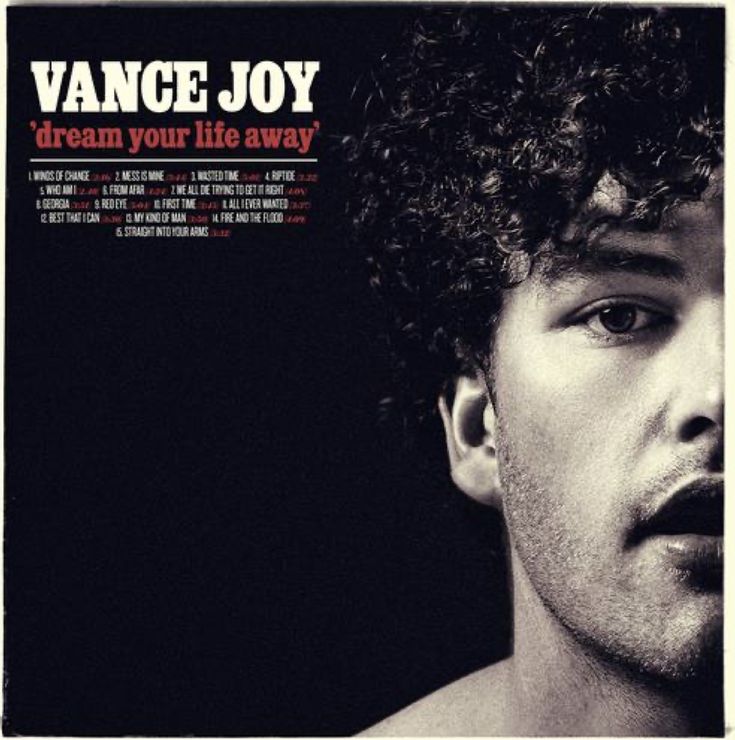 VANCE JOY
'dream your life away'
1. WINDS OF CHANGE 2. MESS IS MINE 3. WASTED TIME 4. RIPTIDE
5. WHO AM I 6. FROM AFAR 7. WE ALL DIE TRYING TO GET IT RIGHT
8. GEORGIA 9. RED EYE 10. FIRST TIME 11. ALL I EVER WANTED
12. BEST THAT I CAN 13. MY KIND OF MAN 14. FIRE AND THE FLOOD
15. STRAIGHT INTO YOUR ARMS